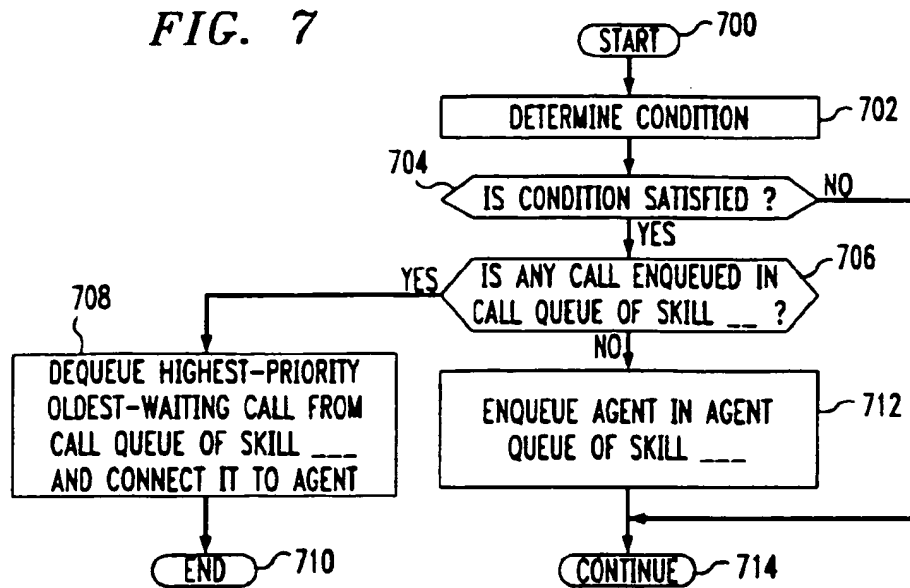 FIG. 7
START
700
DETERMINE CONDITION
702
704
IS CONDITION SATISFIED ?
NO
YES
706
IS ANY CALL ENQUEUED IN
CALL QUEUE OF SKILL __ ?
YES
NO
708
DEQUEUE HIGHEST-PRIORITY
OLDEST-WAITING CALL FROM
CALL QUEUE OF SKILL ___
AND CONNECT IT TO AGENT
ENQUEUE AGENT IN AGENT
QUEUE OF SKILL ___
712
END
710
CONTINUE
714